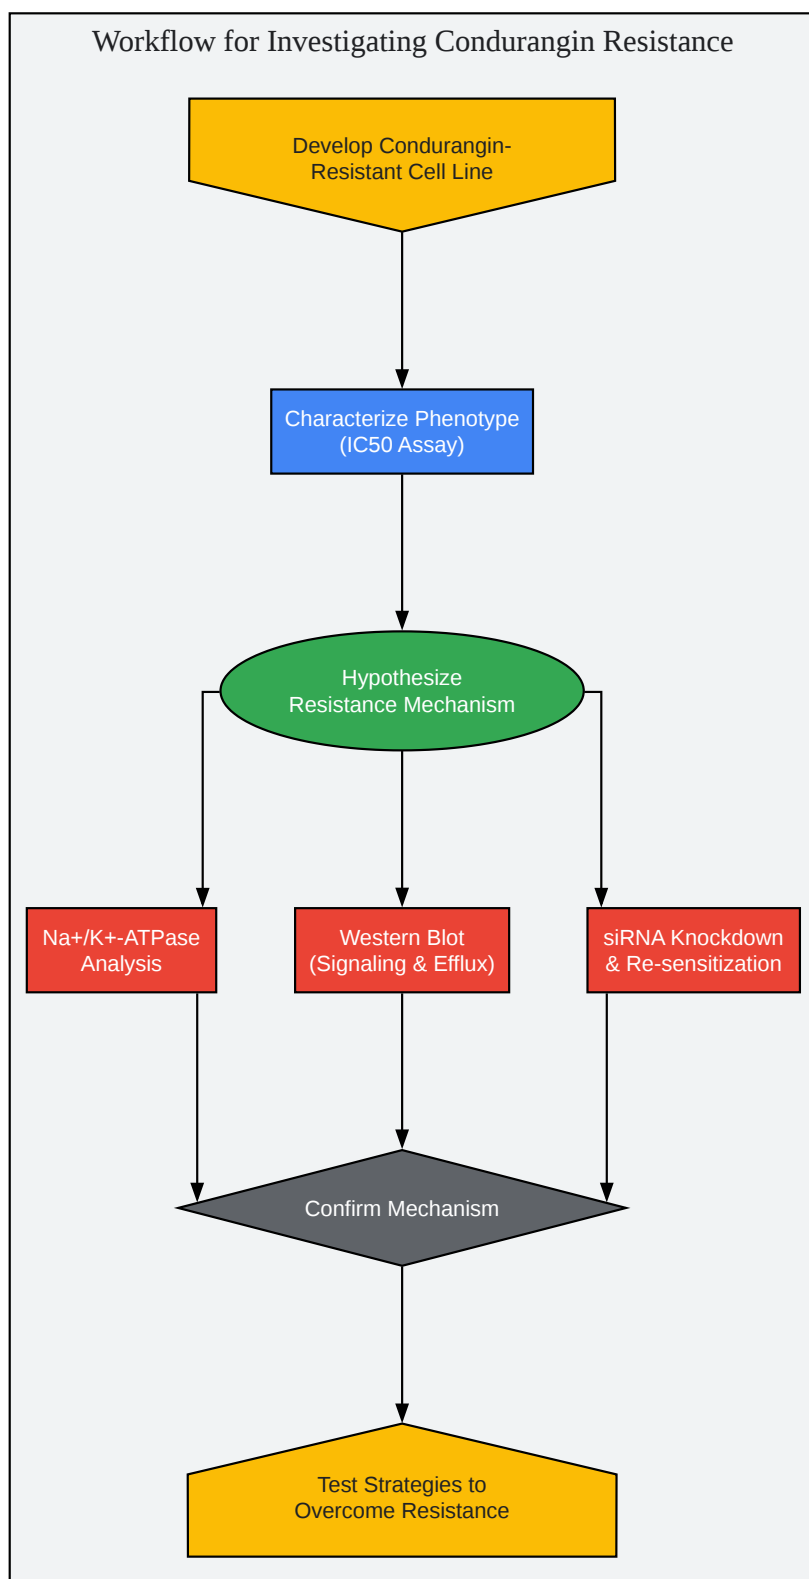 Workflow for Investigating Condurangin Resistance
Develop Condurangin-
Resistant Cell Line
Characterize Phenotype
(IC50 Assay)
Hypothesize
Resistance Mechanism
Na+/K+-ATPase
Analysis
Western Blot
(Signaling & Efflux)
siRNA Knockdown
& Re-sensitization
Confirm Mechanism
Test Strategies to
Overcome Resistance